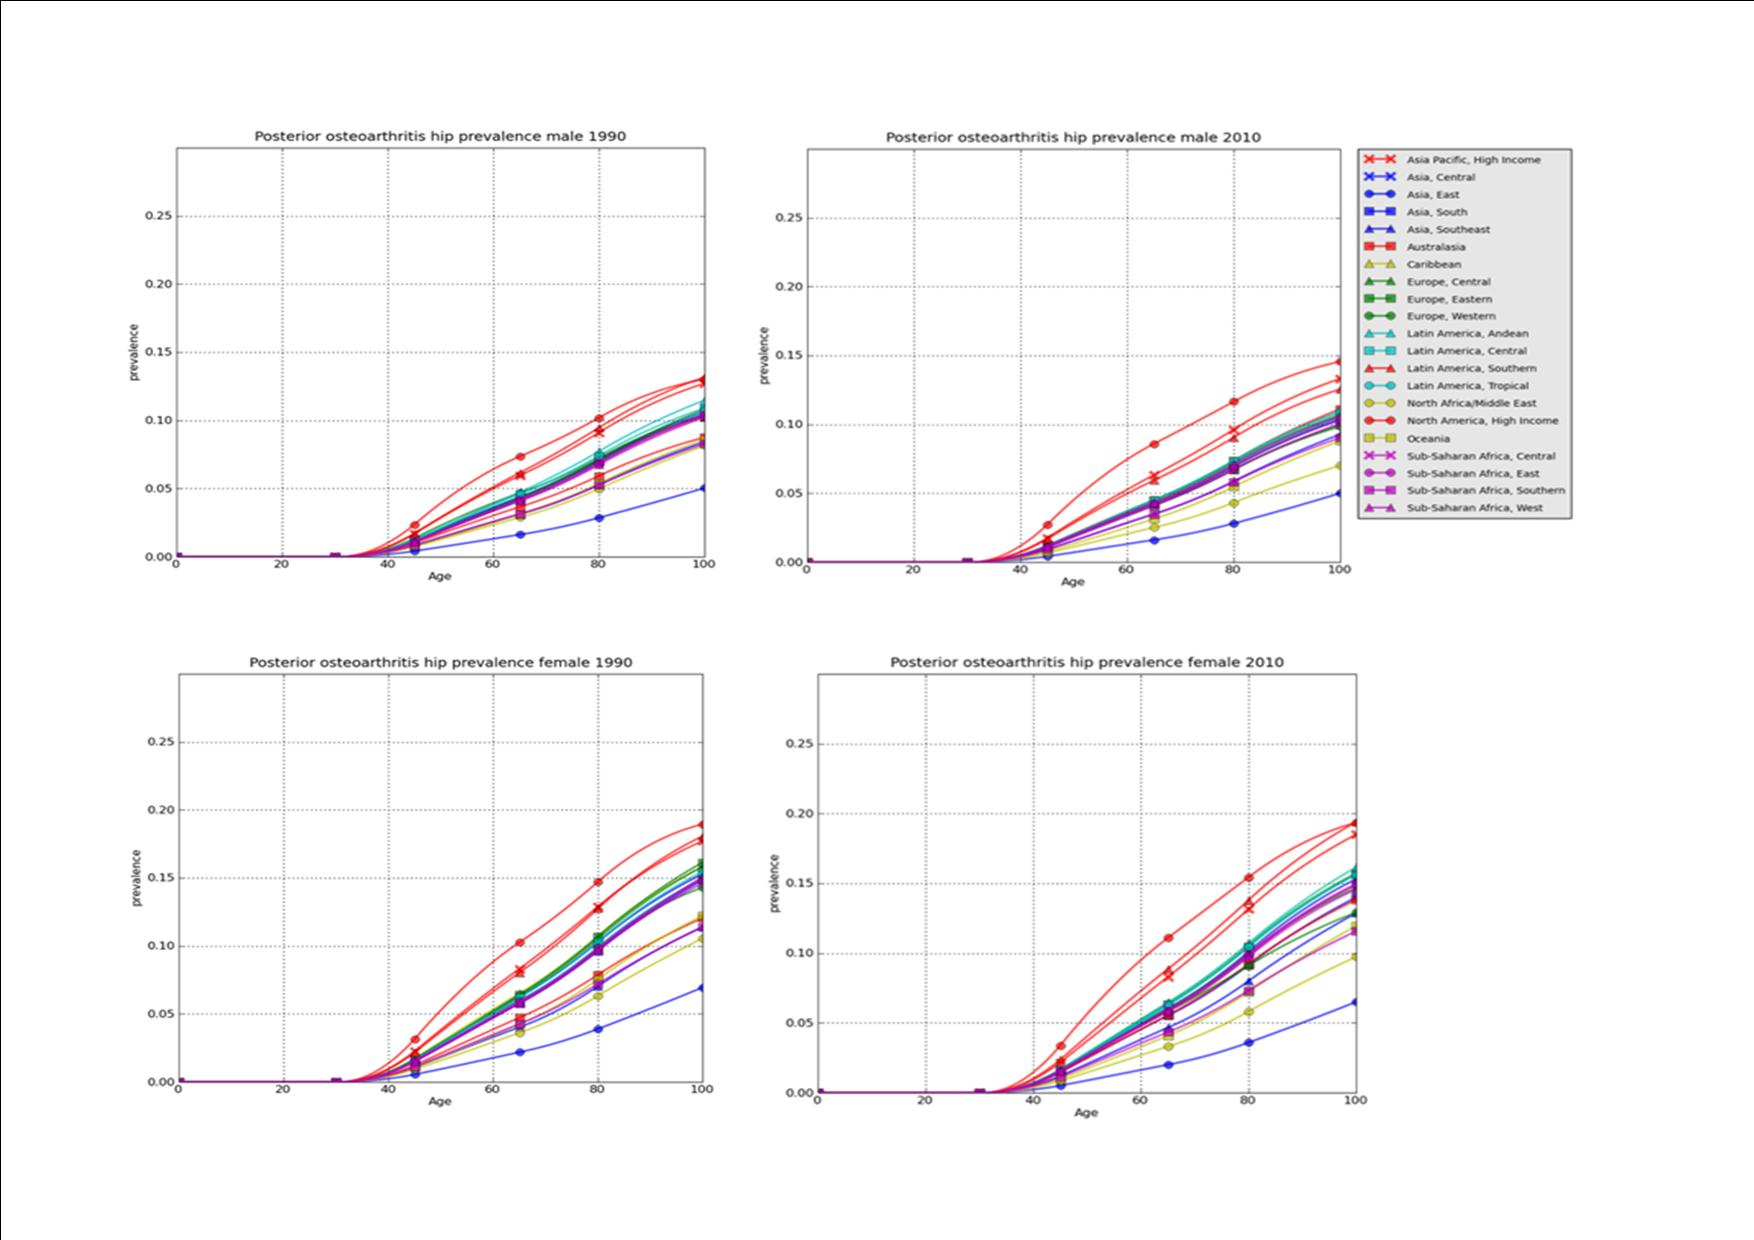 Posterior osteoarthritis hip prevalence male 1990
0.25
0.20
0.15
0.10
0.05
0.00
prevalence
0 20 40 60 80 100
Age
Posterior osteoarthritis hip prevalence male 2010
0.25
0.20
0.15
0.10
0.05
0.00
prevalence
0 20 40 60 80 100
Age
Asia Pacific, High Income
Asia, Central
Asia, East
Asia, South
Asia, Southeast
Australasia
Caribbean
Europe, Central
Europe, Eastern
Europe, Western
Latin America, Andean
Latin America, Central
Latin America, Southern
Latin America, Tropical
North Africa/Middle East
North America, High Income
Oceania
Sub-Saharan Africa, Central
Sub-Saharan Africa, East
Sub-Saharan Africa, Southern
Sub-Saharan Africa, West
Posterior osteoarthritis hip prevalence female 1990
0.25
0.20
0.15
0.10
0.05
0.00
prevalence
0 20 40 60 80 100
Age
Posterior osteoarthritis hip prevalence female 2010
0.25
0.20
0.15
0.10
0.05
0.00
prevalence
0 20 40 60 80 100
Age